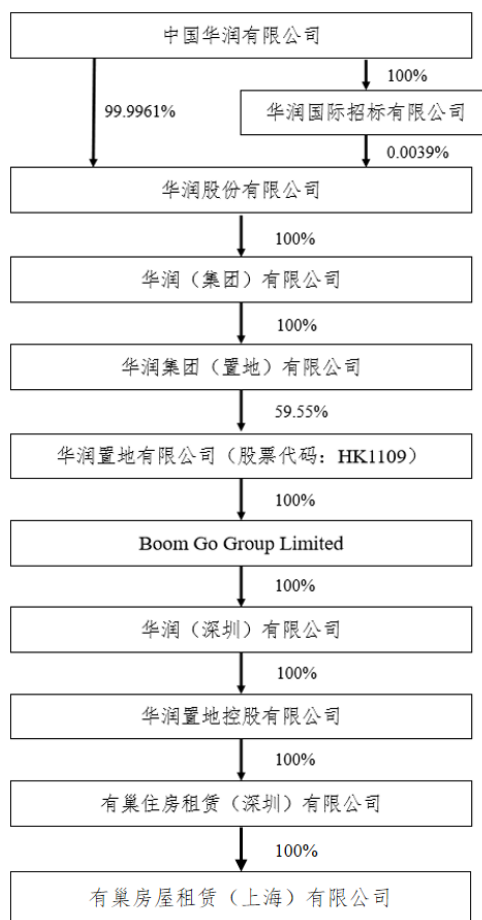 中国华润有限公司
100%
99.9961%
华润国际招标有限公司
0.0039%
华润股份有限公司
100%
华润（集团）有限公司
100%
华润集团（置地）有限公司
59.55%
华润置地有限公司（股票代码：HK1109）
100%
Boom Go Group Limited
100%
华润（深圳）有限公司
100%
华润置地控股有限公司
100%
有巢住房租赁（深圳）有限公司
100%
有巢房屋租赁（上海）有限公司